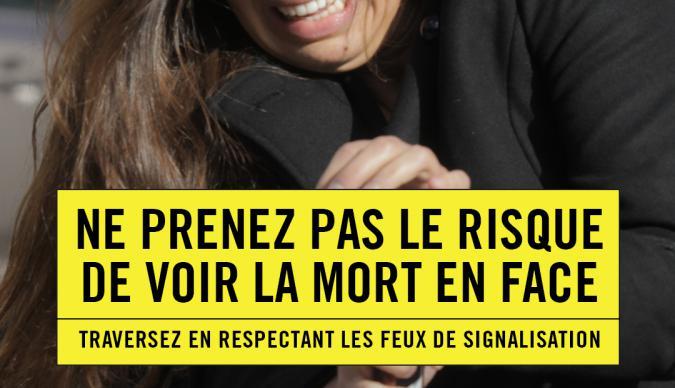 NE PRENEZ PAS LE RISQUE
DE VOIR LA MORT EN FACE
TRAVERSEZ EN RESPECTANT LES FEUX DE SIGNALISATION